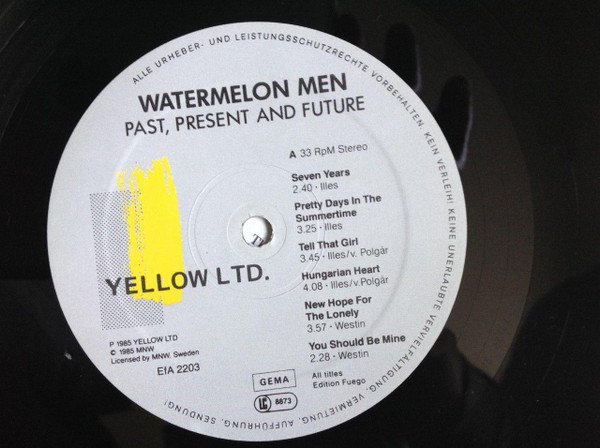 ALLE URHEBER- UND LEISTUNGSSCHUTZRECHTE VORBEHALTEN. KEIN VERLEIH! KEINE UNERLAUBTE VERVIELFÄLTIGUNG, VERMIETUNG, AUFFÜHRUNG, SENDUNG!
WATERMELON MEN
PAST, PRESENT AND FUTURE
A 33 RpM Stereo
Seven Years
2.40 · Illes
Pretty Days In The
Summertime
3.25 · Illes
Tell That Girl
3.45 · Illes/v. Polgár
Hungarian Heart
4.08 · Illes/v.Polgár
New Hope For
The Lonely
3.57 · Westin
You Should Be Mine
2.28 · Westin
YELLOW LTD.
P 1985 YELLOW LTD
© 1985 MNW.
Licensed by MNW. Sweden
EfA 2203
GEMA
LC 8873
All titles
Edition Fuego